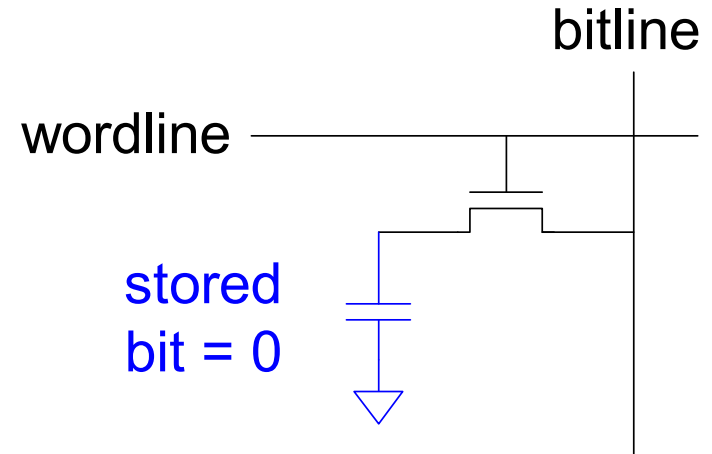 bitline
wordline
stored
bit = 0